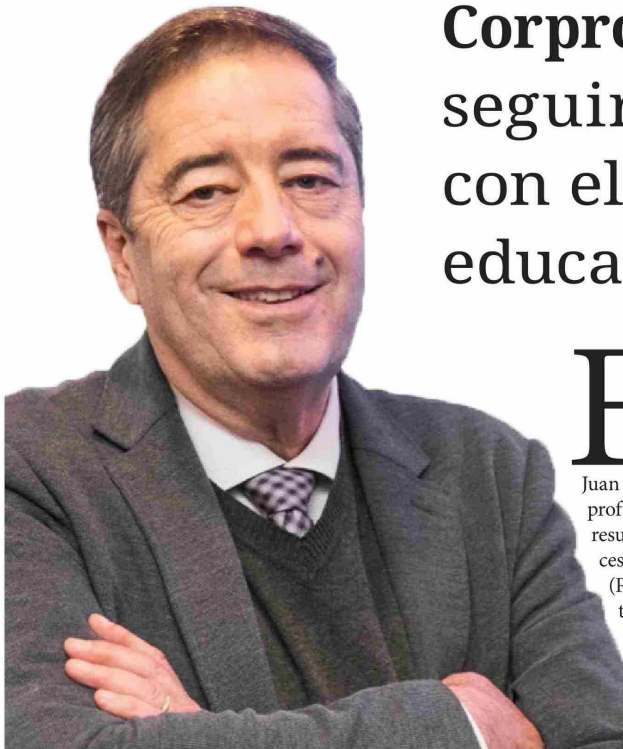 Corpro
seguir
con el
educa
E
Juan
prof
resu
ces
(P
t